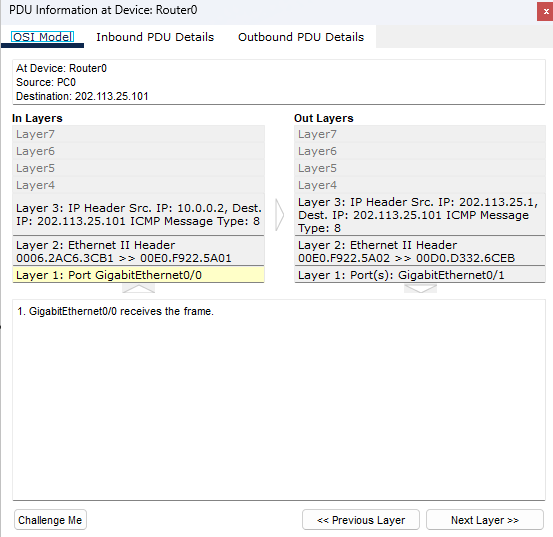 PDU Information at Device: Router0
x
OSI Model
Inbound PDU Details
Outbound PDU Details
At Device: Router0
Source: PC0
Destination: 202.113.25.101
In Layers
Layer7
Layer6
Layer5
Layer4
Layer 3: IP Header Src. IP: 10.0.0.2, Dest.
IP: 202.113.25.101 ICMP Message Type: 8
Layer 2: Ethernet II Header
0006.2AC6.3CB1 >> 00E0.F922.5A01
Layer 1: Port GigabitEthernet0/0
Out Layers
Layer7
Layer6
Layer5
Layer4
Layer 3: IP Header Src. IP: 202.113.25.1,
Dest. IP: 202.113.25.101 ICMP Message
Type: 8
Layer 2: Ethernet II Header
00E0.F922.5A02 >> 00D0.D332.6CEB
Layer 1: Port(s): GigabitEthernet0/1
1. GigabitEthernet0/0 receives the frame.
Challenge Me
<< Previous Layer
Next Layer >>